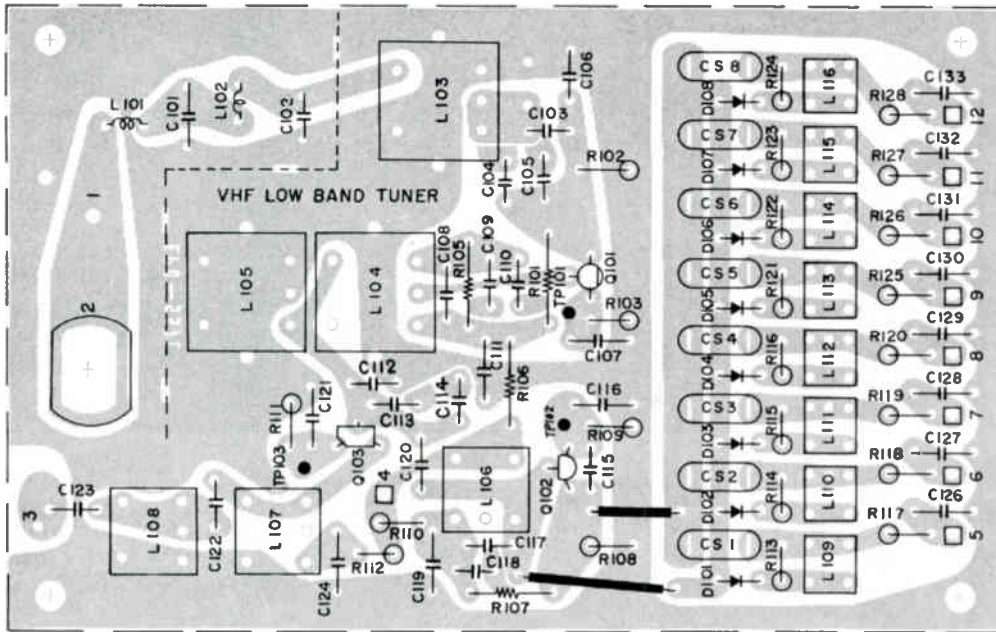 CS8
R124
C133
L101
C101
L102
C102
L103
C106
D108
L116
R128
12
C103
CS7
R123
C132
D107
L115
R127
11
R102
C104
C105
1
VHF LOW BAND TUNER
CS6
R122
C131
D106
L114
R126
10
L105
L104
C108
R105
C109
C110
R101
TP101
Q101
CS5
R121
C130
D105
L113
R125
9
2
R103
C107
CS4
R116
C129
D104
L112
R120
8
C112
C111
R106
C114
C113
C116
CS3
R115
C128
D103
L111
R119
7
R111
C121
Q103
TP103
TP102
R109
C120
4
L106
Q102
C115
CS2
R114
C127
D102
L110
R118
6
3
C123
L108
C122
L107
R110
R112
C124
C119
C117
C118
R107
R108
CS1
R113
C126
D101
L109
R117
5